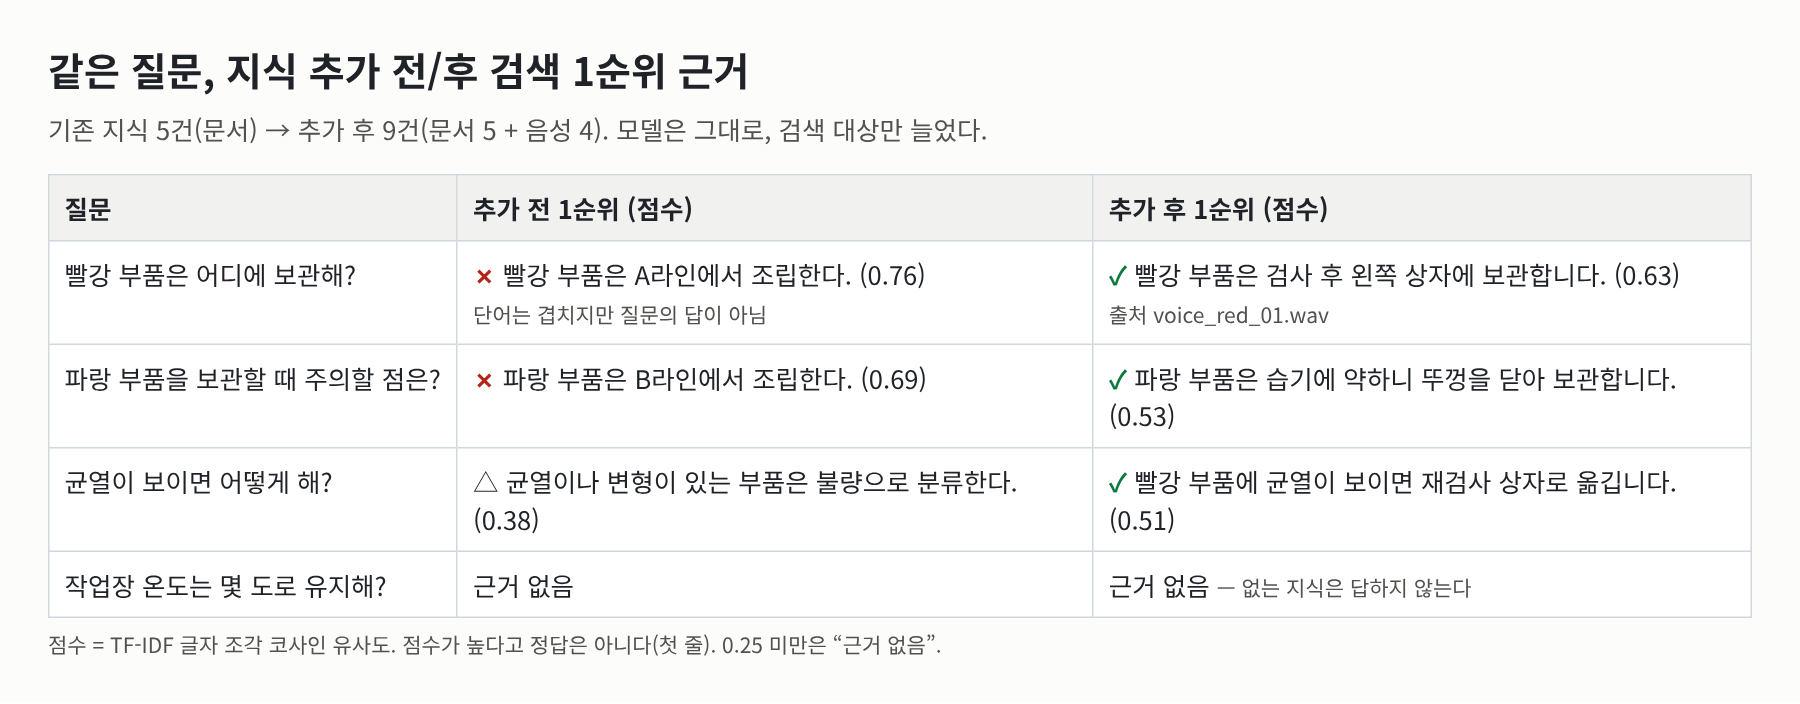 같은 질문, 지식 추가 전/후 검색 1순위 근거
기존 지식 5건(문서) → 추가 후 9건(문서 5 + 음성 4). 모델은 그대로, 검색 대상만 늘었다.
질문
추가 전 1순위 (점수)
추가 후 1순위 (점수)
빨강 부품은 어디에 보관해?
× 빨강 부품은 A라인에서 조립한다. (0.76)
단어는 겹치지만 질문의 답이 아님
✓ 빨강 부품은 검사 후 왼쪽 상자에 보관합니다. (0.63)
출처 voice_red_01.wav
파랑 부품을 보관할 때 주의할 점은?
× 파랑 부품은 B라인에서 조립한다. (0.69)
✓ 파랑 부품은 습기에 약하니 뚜껑을 닫아 보관합니다.
(0.53)
균열이 보이면 어떻게 해?
△ 균열이나 변형이 있는 부품은 불량으로 분류한다.
(0.38)
✓ 빨강 부품에 균열이 보이면 재검사 상자로 옮깁니다.
(0.51)
작업장 온도는 몇 도로 유지해?
근거 없음
근거 없음 — 없는 지식은 답하지 않는다
점수 = TF-IDF 글자 조각 코사인 유사도. 점수가 높다고 정답은 아니다(첫 줄). 0.25 미만은 “근거 없음”.